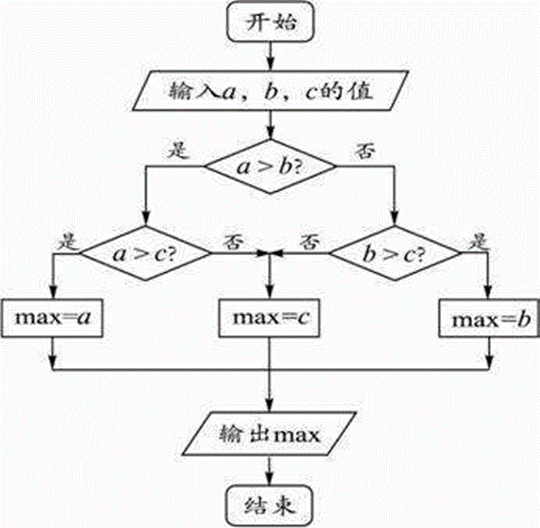 开始
输入a，b，c的值
是
a>b?
否
是
a>c?
否
否
b>c?
是
max=a
max=c
max=b
输出max
结束